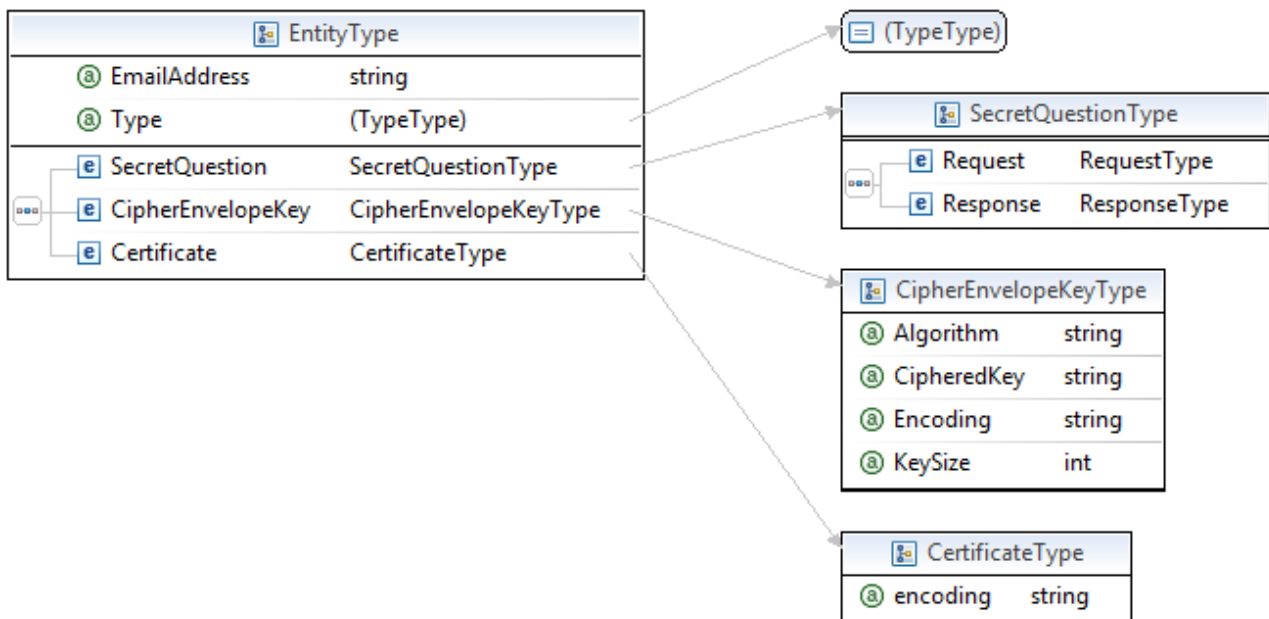 EntityType
EmailAddress string
Type (TypeType)
SecretQuestion SecretQuestionType
CipherEnvelopeKey CipherEnvelopeKeyType
Certificate CertificateType
(TypeType)
SecretQuestionType
Request RequestType
Response ResponseType
CipherEnvelopeKeyType
Algorithm string
CipheredKey string
Encoding string
KeySize int
CertificateType
encoding string